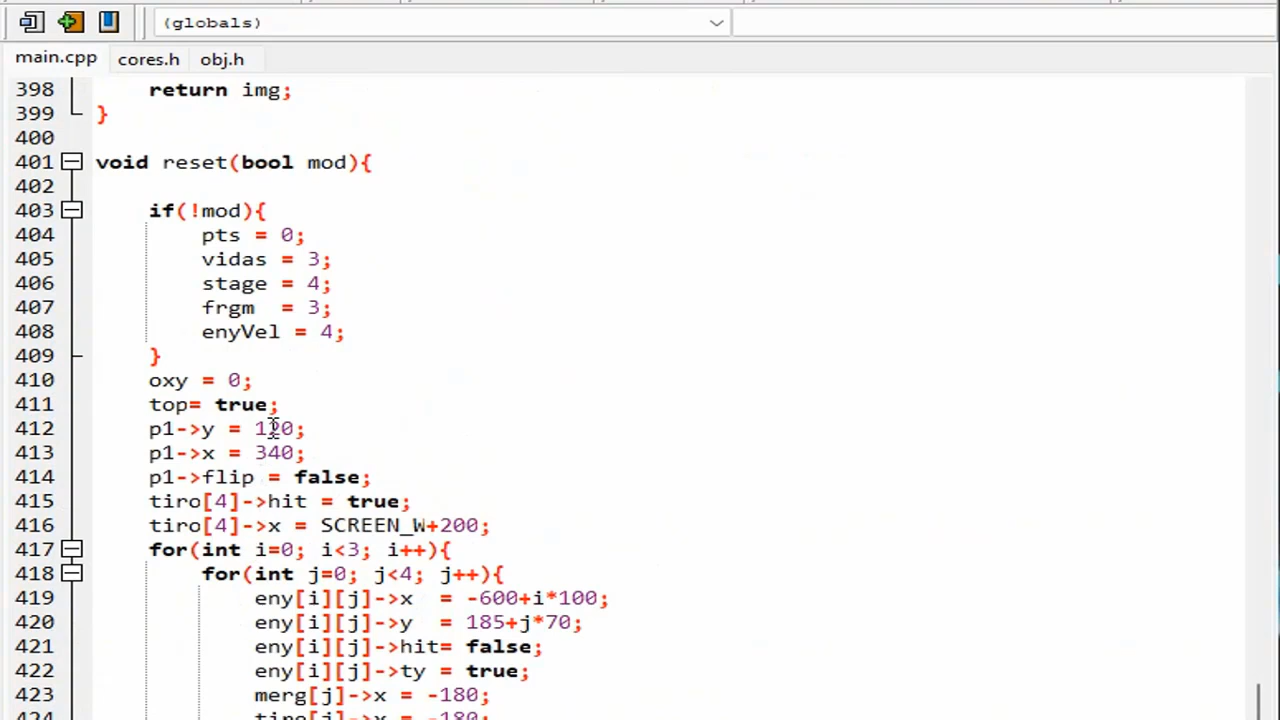 (globals)
main.cpp cores.h obj.h
398 return img;
399 }
400
401 void reset(bool mod){
402
403 if(!mod){
404 pts = 0;
405 vidas = 3;
406 stage = 4;
407 frgm  = 3;
408 enyVel = 4;
409 }
410 oxy = 0;
411 top= true;
412 p1->y = 120;
413 p1->x = 340;
414 p1->flip = false;
415 tiro[4]->hit = true;
416 tiro[4]->x = SCREEN_W+200;
417 for(int i=0; i<3; i++){
418 for(int j=0; j<4; j++){
419 eny[i][j]->x  = -600+i*100;
420 eny[i][j]->y  = 185+j*70;
421 eny[i][j]->hit= false;
422 eny[i][j]->ty = true;
423 merg[j]->x = -180;
424 tiro[j]->x = -180;